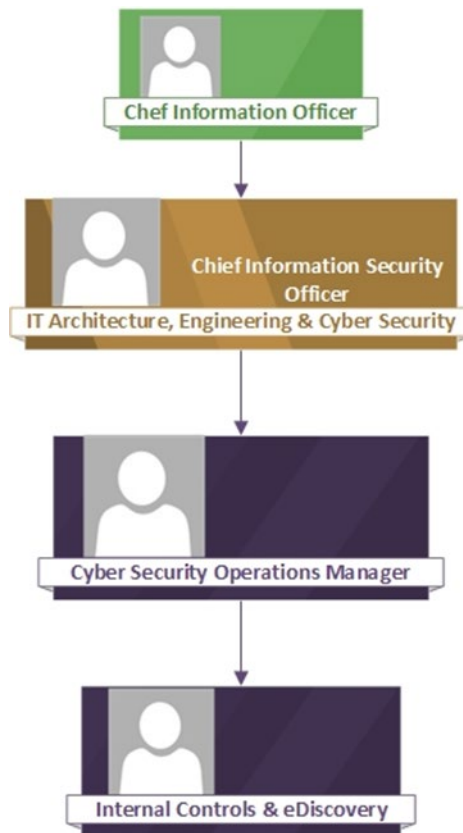 Chef Information Officer
Chief Information Security
Officer
IT Architecture, Engineering & Cyber Security
Cyber Security Operations Manager
Internal Controls & eDiscovery